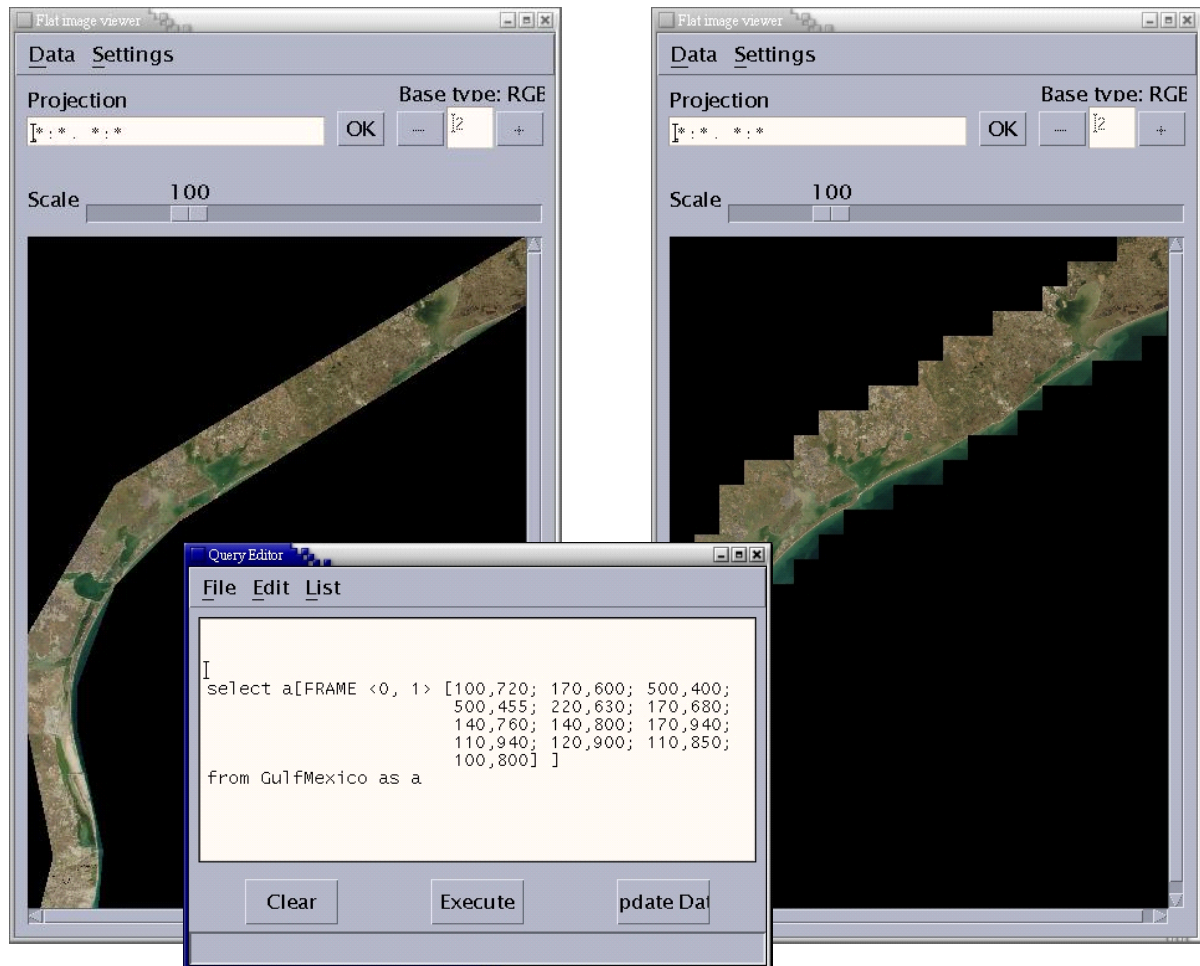 Flat image viewer
Data Settings
Projection
Base type: RGB
*:*. *:*
OK
2
+
Scale
100
Flat image viewer
Data Settings
Projection
Base type: RGB
*:*. *:*
OK
2
+
Scale
100
Query Editor
File Edit List
select a[FRAME <0, 1> [100,720; 170,600; 500,400;
500,455; 220,630; 170,680;
140,760; 140,800; 170,940;
110,940; 120,900; 110,850;
100,800] ]
from GulfMexico as a
Clear
Execute
pdate Dat